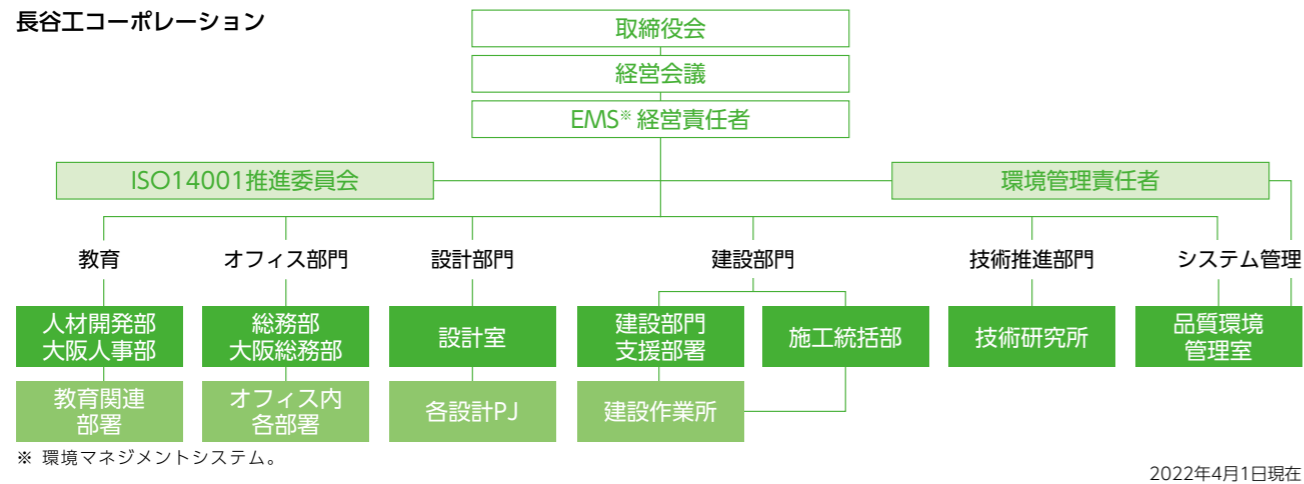 長谷工コーポレーション
取締役会
経営会議
EMS※ 経営責任者
ISO14001推進委員会
環境管理責任者
教育
オフィス部門
設計部門
建設部門
技術推進部門
システム管理
人材開発部
大阪人事部
総務部
大阪総務部
設計室
建設部門
支援部署
施工統括部
技術研究所
品質環境
管理室
教育関連
部署
オフィス内
各部署
各設計PJ
建設作業所
※ 環境マネジメントシステム。
2022年4月1日現在